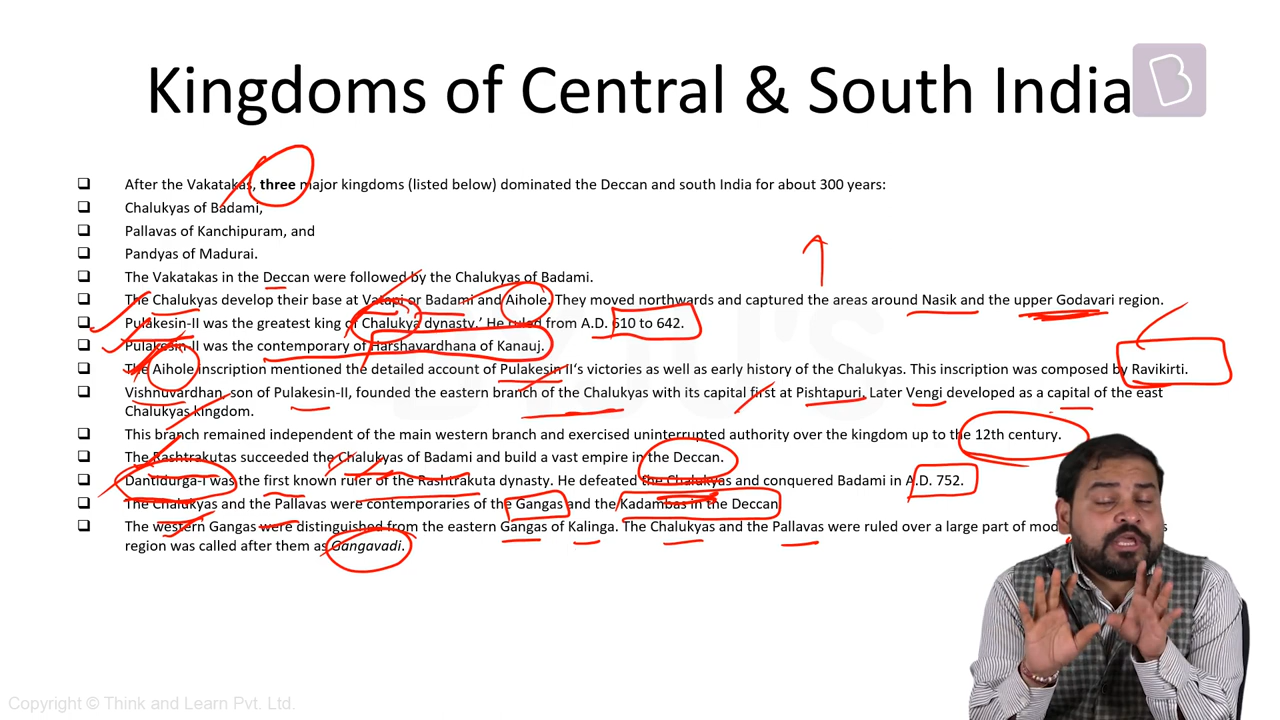 Kingdoms of Central & South India
B
After the Vakatakas, three major kingdoms (listed below) dominated the Deccan and south India for about 300 years:
Chalukyas of Badami,
Pallavas of Kanchipuram, and
Pandyas of Madurai.
The Vakatakas in the Deccan were followed by the Chalukyas of Badami.
The Chalukyas develop their base at Vatapi or Badami and Aihole. They moved northwards and captured the areas around Nasik and the upper Godavari region.
Pulakesin-II was the greatest king of Chalukya dynasty.’ He ruled from A.D. 610 to 642.
Pulakesin-II was the contemporary of Harshavardhana of Kanauj.
The Aihole Inscription mentioned the detailed account of Pulakesin II‘s victories as well as early history of the Chalukyas. This inscription was composed by Ravikirti.
Vishnuvardhan, son of Pulakesin-II, founded the eastern branch of the Chalukyas with its capital first at Pishtapuri. Later Vengi developed as a capital of the east
Chalukyas kingdom.
This branch remained independent of the main western branch and exercised uninterrupted authority over the kingdom up to the 12th century.
The Rashtrakutas succeeded the Chalukyas of Badami and build a vast empire in the Deccan.
Dantidurga-I was the first known ruler of the Rashtrakuta dynasty. He defeated the Chalukyas and conquered Badami in A.D. 752.
The Chalukyas and the Pallavas were contemporaries of the Gangas and the Kadambas in the Deccan
The western Gangas were distinguished from the eastern Gangas of Kalinga. The Chalukyas and the Pallavas were ruled over a large part of
region was called after them as Gangavadi.
Copyright © Think and Learn Pvt. Ltd.